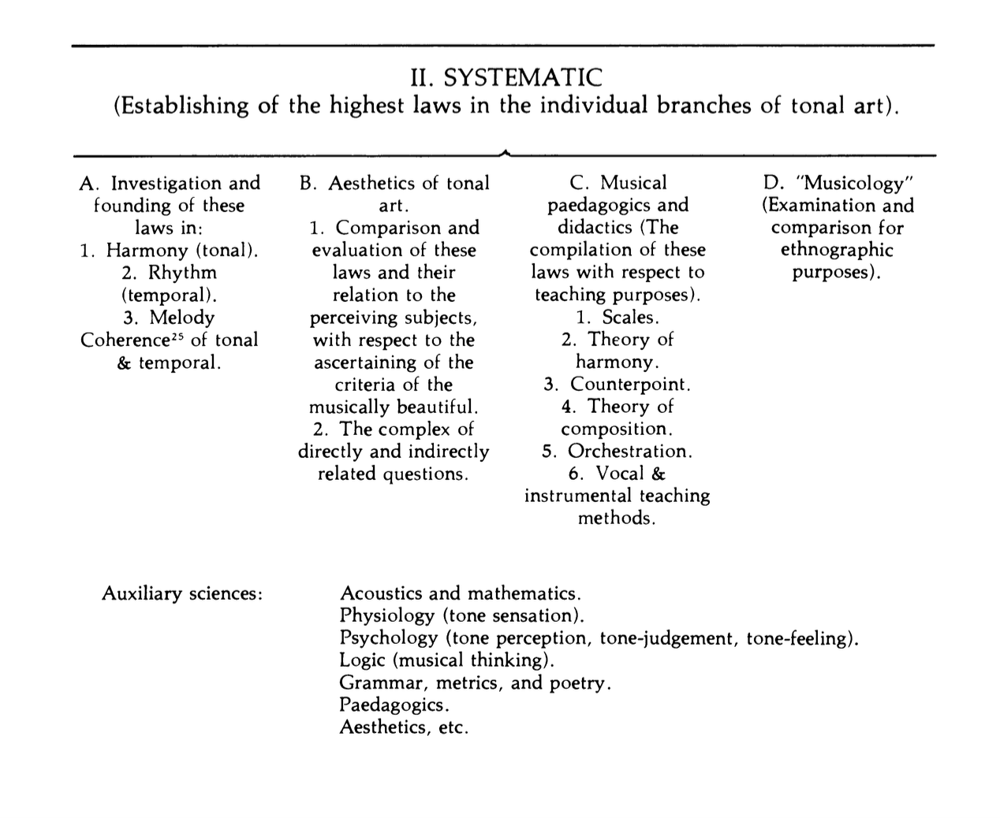 II. SYSTEMATIC
(Establishing of the highest laws in the individual branches of tonal art).
A. Investigation and
founding of these
laws in:
1. Harmony (tonal).
2. Rhythm
(temporal).
3. Melody
Coherence²⁵ of tonal
& temporal.
B. Aesthetics of tonal
art.
1. Comparison and
evaluation of these
laws and their
relation to the
perceiving subjects,
with respect to the
ascertaining of the
criteria of the
musically beautiful.
2. The complex of
directly and indirectly
related questions.
C. Musical
paedagogics and
didactics (The
compilation of these
laws with respect to
teaching purposes).
1. Scales.
2. Theory of
harmony.
3. Counterpoint.
4. Theory of
composition.
5. Orchestration.
6. Vocal &
instrumental teaching
methods.
D. "Musicology"
(Examination and
comparison for
ethnographic
purposes).
Auxiliary sciences:
Acoustics and mathematics.
Physiology (tone sensation).
Psychology (tone perception, tone-judgement, tone-feeling).
Logic (musical thinking).
Grammar, metrics, and poetry.
Paedagogics.
Aesthetics, etc.